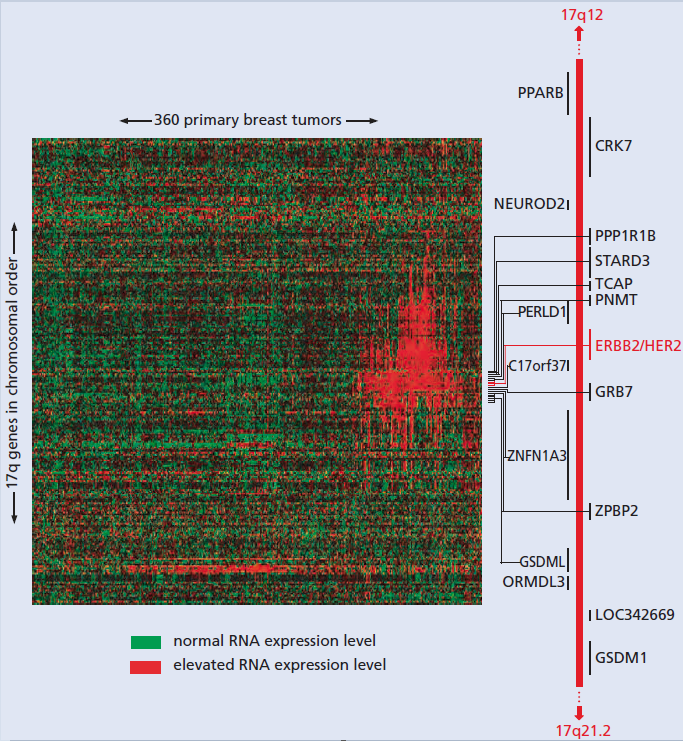 17q12
PPARB
360 primary breast tumors
CRK7
NEUROD2
PPP1R1B
STARD3
TCAP
PNMT
PERLD1
ERBB2/HER2
C17orf37
GRB7
17q genes in chromosomal order
ZNFN1A3
ZPBP2
GSDML
ORMDL3
LOC342669
normal RNA expression level
GSDM1
elevated RNA expression level
17q21.2